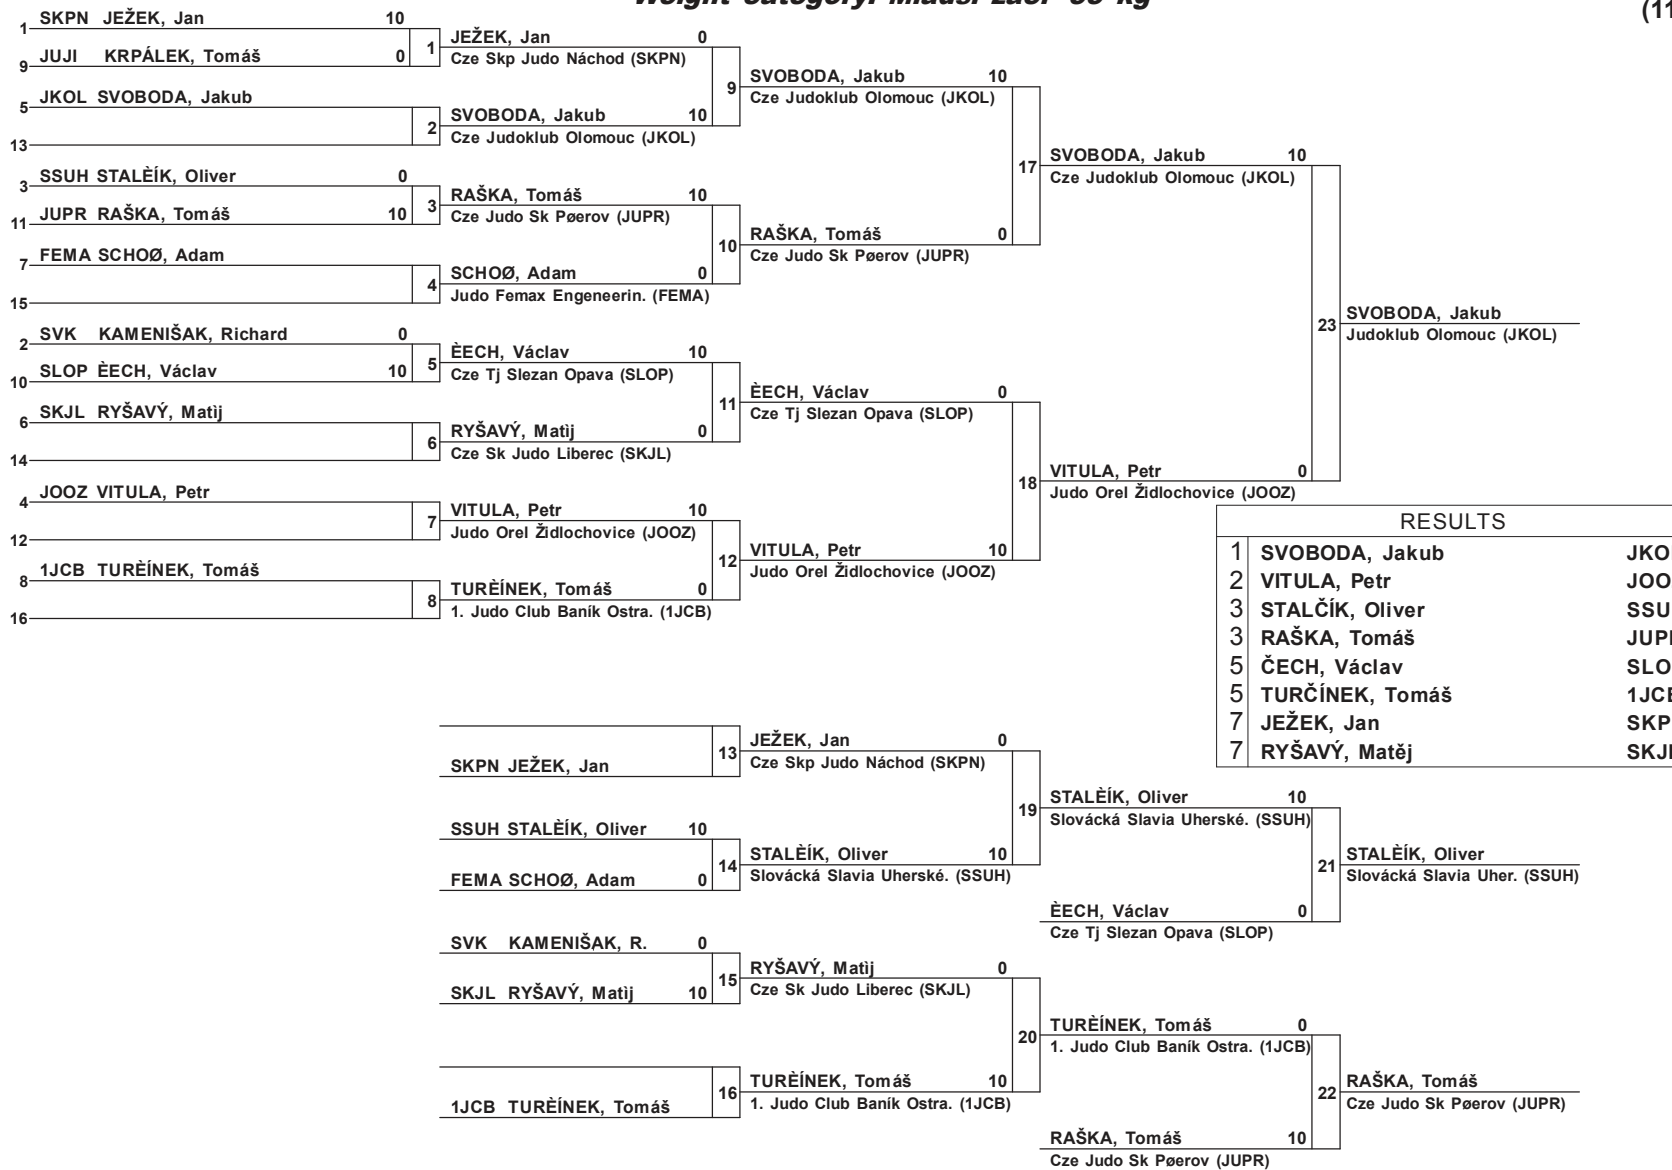 (11
1 SKPN JEŽEK, Jan 10
9 JUJI KRPÁLEK, Tomáš 0
1
5 JKOL SVOBODA, Jakub
13
2
3 SSUH STALÈÍK, Oliver 0
11 JUPR RAŠKA, Tomáš 10
3
7 FEMA SCHOØ, Adam
15
4
2 SVK KAMENIŠAK, Richard 0
10 SLOP ÈECH, Václav 10
5
6 SKJL RYŠAVÝ, Matìj
14
6
4 JOOZ VITULA, Petr
12
7
8 1JCB TURÈÍNEK, Tomáš
16
8
JEŽEK, Jan 0
Cze Skp Judo Náchod (SKPN)
9
SVOBODA, Jakub 10
Cze Judoklub Olomouc (JKOL)
RAŠKA, Tomáš 10
Cze Judo Sk Pøerov (JUPR)
10
SCHOØ, Adam 0
Judo Femax Engeneerin. (FEMA)
ÈECH, Václav 10
Cze Tj Slezan Opava (SLOP)
11
RYŠAVÝ, Matìj 0
Cze Sk Judo Liberec (SKJL)
VITULA, Petr 10
Judo Orel Židlochovice (JOOZ)
12
TURÈÍNEK, Tomáš 0
1. Judo Club Baník Ostra. (1JCB)
SVOBODA, Jakub 10
Cze Judoklub Olomouc (JKOL)
17
RAŠKA, Tomáš 0
Cze Judo Sk Pøerov (JUPR)
ÈECH, Václav 0
Cze Tj Slezan Opava (SLOP)
18
VITULA, Petr 10
Judo Orel Židlochovice (JOOZ)
SVOBODA, Jakub 10
Cze Judoklub Olomouc (JKOL)
23
VITULA, Petr 0
Judo Orel Židlochovice (JOOZ)
SVOBODA, Jakub
Judoklub Olomouc (JKOL)
RESULTS
1 SVOBODA, Jakub
2 VITULA, Petr
3 STALČÍK, Oliver
3 RAŠKA, Tomáš
5 ČECH, Václav
5 TURČÍNEK, Tomáš
7 JEŽEK, Jan
7 RYŠAVÝ, Matěj
SKPN JEŽEK, Jan
13
SSUH STALÈÍK, Oliver 10
FEMA SCHOØ, Adam 0
14
SVK KAMENIŠAK, R. 0
SKJL RYŠAVÝ, Matìj 10
15
1JCB TURÈÍNEK, Tomáš
16
JEŽEK, Jan 0
Cze Skp Judo Náchod (SKPN)
19
STALÈÍK, Oliver 10
Slovácká Slavia Uherské. (SSUH)
RYŠAVÝ, Matìj 0
Cze Sk Judo Liberec (SKJL)
20
TURÈÍNEK, Tomáš 10
1. Judo Club Baník Ostra. (1JCB)
STALÈÍK, Oliver 10
Slovácká Slavia Uherské. (SSUH)
21
ÈECH, Václav 0
Cze Tj Slezan Opava (SLOP)
TURÈÍNEK, Tomáš 0
1. Judo Club Baník Ostra. (1JCB)
22
RAŠKA, Tomáš 10
Cze Judo Sk Pøerov (JUPR)
STALÈÍK, Oliver
Slovácká Slavia Uher. (SSUH)
RAŠKA, Tomáš
Cze Judo Sk Pøerov (JUPR)